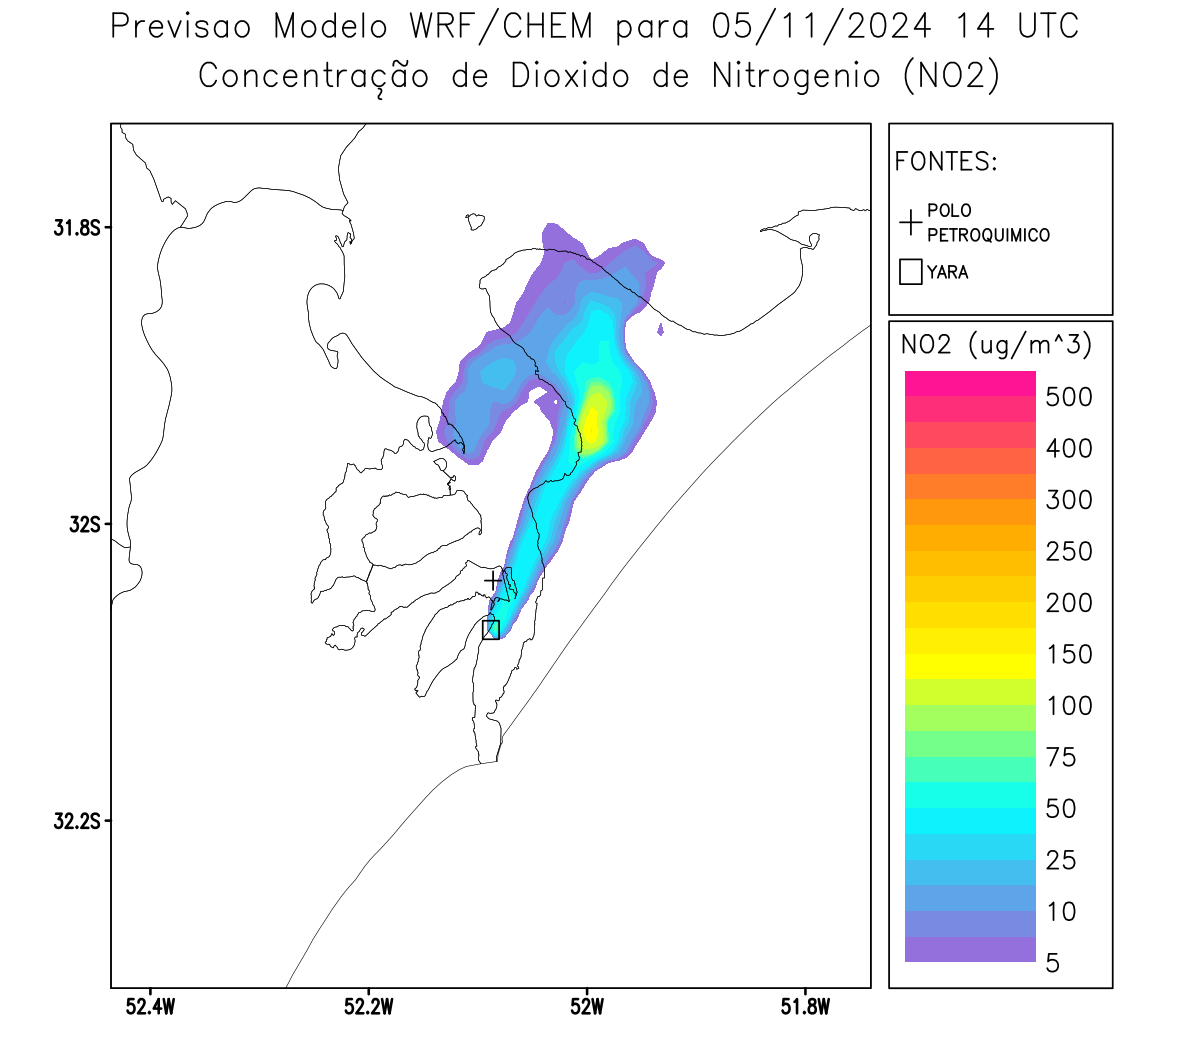 Previsao Modelo WRF/CHEM para 05/11/2024 14 UTC
Concentração de Dioxido de Nitrogenio (NO2)
FONTES:
POLO
PETROQUIMICO
YARA
NO2 (ug/m^3)
500
400
300
250
200
150
100
75
50
25
10
5
31.8S
32S
32.2S
52.4W
52.2W
52W
51.8W